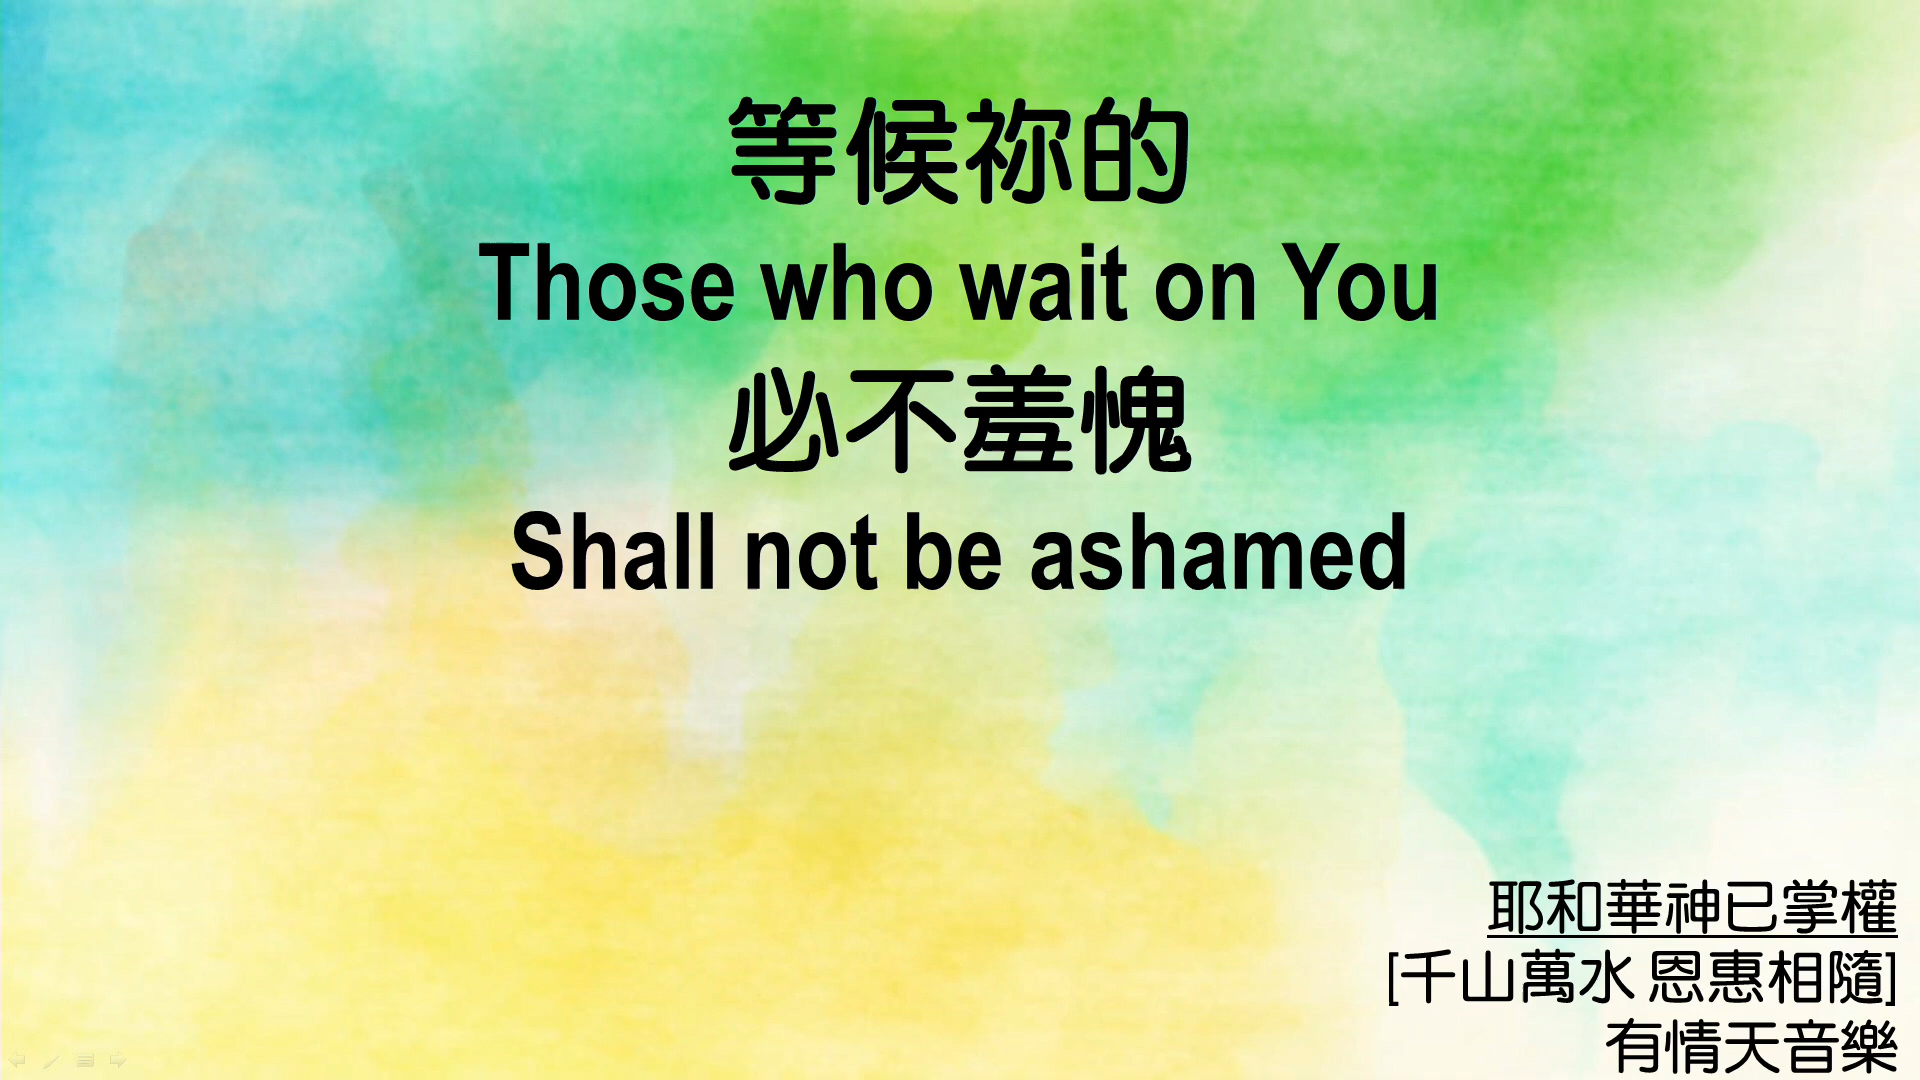 等候祢的
Those who wait on You
必不羞愧
Shall not be ashamed
耶和華神已掌權
[千山萬水 恩惠相隨]
有情天音樂